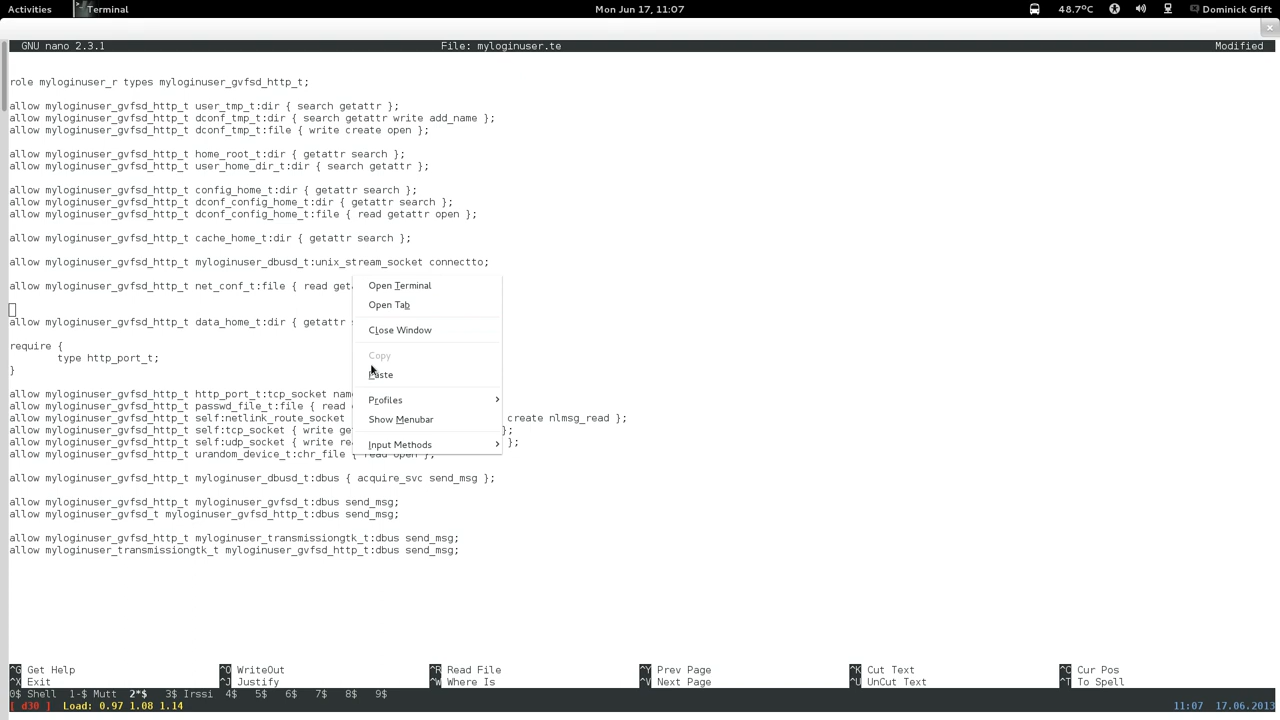 Activities Terminal Mon Jun 17, 11:07 48.7°C Dominick Grift
GNU nano 2.3.1 File: myloginuser.te Modified
role myloginuser_r types myloginuser_gvfsd_http_t;
allow myloginuser_gvfsd_http_t user_tmp_t:dir { search getattr };
allow myloginuser_gvfsd_http_t dconf_tmp_t:dir { search getattr write add_name };
allow myloginuser_gvfsd_http_t dconf_tmp_t:file { write create open };
allow myloginuser_gvfsd_http_t home_root_t:dir { getattr search };
allow myloginuser_gvfsd_http_t user_home_dir_t:dir { search getattr };
allow myloginuser_gvfsd_http_t config_home_t:dir { getattr search };
allow myloginuser_gvfsd_http_t dconf_config_home_t:dir { getattr search };
allow myloginuser_gvfsd_http_t dconf_config_home_t:file { read getattr open };
allow myloginuser_gvfsd_http_t cache_home_t:dir { getattr search };
allow myloginuser_gvfsd_http_t myloginuser_dbusd_t:unix_stream_socket connectto;
allow myloginuser_gvfsd_http_t net_conf_t:file { read
allow myloginuser_gvfsd_http_t data_home_t:dir { getattr
require {
type http_port_t;
}
allow myloginuser_gvfsd_http_t http_port_t:tcp_socket
allow myloginuser_gvfsd_http_t passwd_file_t:file { read
allow myloginuser_gvfsd_http_t self:netlink_route_socket create nlmsg_read };
allow myloginuser_gvfsd_http_t self:tcp_socket { write };
allow myloginuser_gvfsd_http_t self:udp_socket { write };
allow myloginuser_gvfsd_http_t urandom_device_t:chr_file { read open };
allow myloginuser_gvfsd_http_t myloginuser_dbusd_t:dbus { acquire_svc send_msg };
allow myloginuser_gvfsd_http_t myloginuser_gvfsd_t:dbus send_msg;
allow myloginuser_gvfsd_t myloginuser_gvfsd_http_t:dbus send_msg;
allow myloginuser_gvfsd_http_t myloginuser_transmissiongtk_t:dbus send_msg;
allow myloginuser_transmissiongtk_t myloginuser_gvfsd_http_t:dbus send_msg;
Open Terminal
Open Tab
Close Window
Copy
Paste
Profiles
Show Menubar
Input Methods
^G Get Help ^O WriteOut ^R Read File ^Y Prev Page ^K Cut Text ^C Cur Pos
^X Exit ^J Justify ^W Where Is ^V Next Page ^U UnCut Text ^T To Spell
0$ Shell 1-$ Mutt 2*$ 3$ Irssi 4$ 5$ 6$ 7$ 8$ 9$
[ d30 ] Load: 0.97 1.08 1.14 11:07 17.06.2013